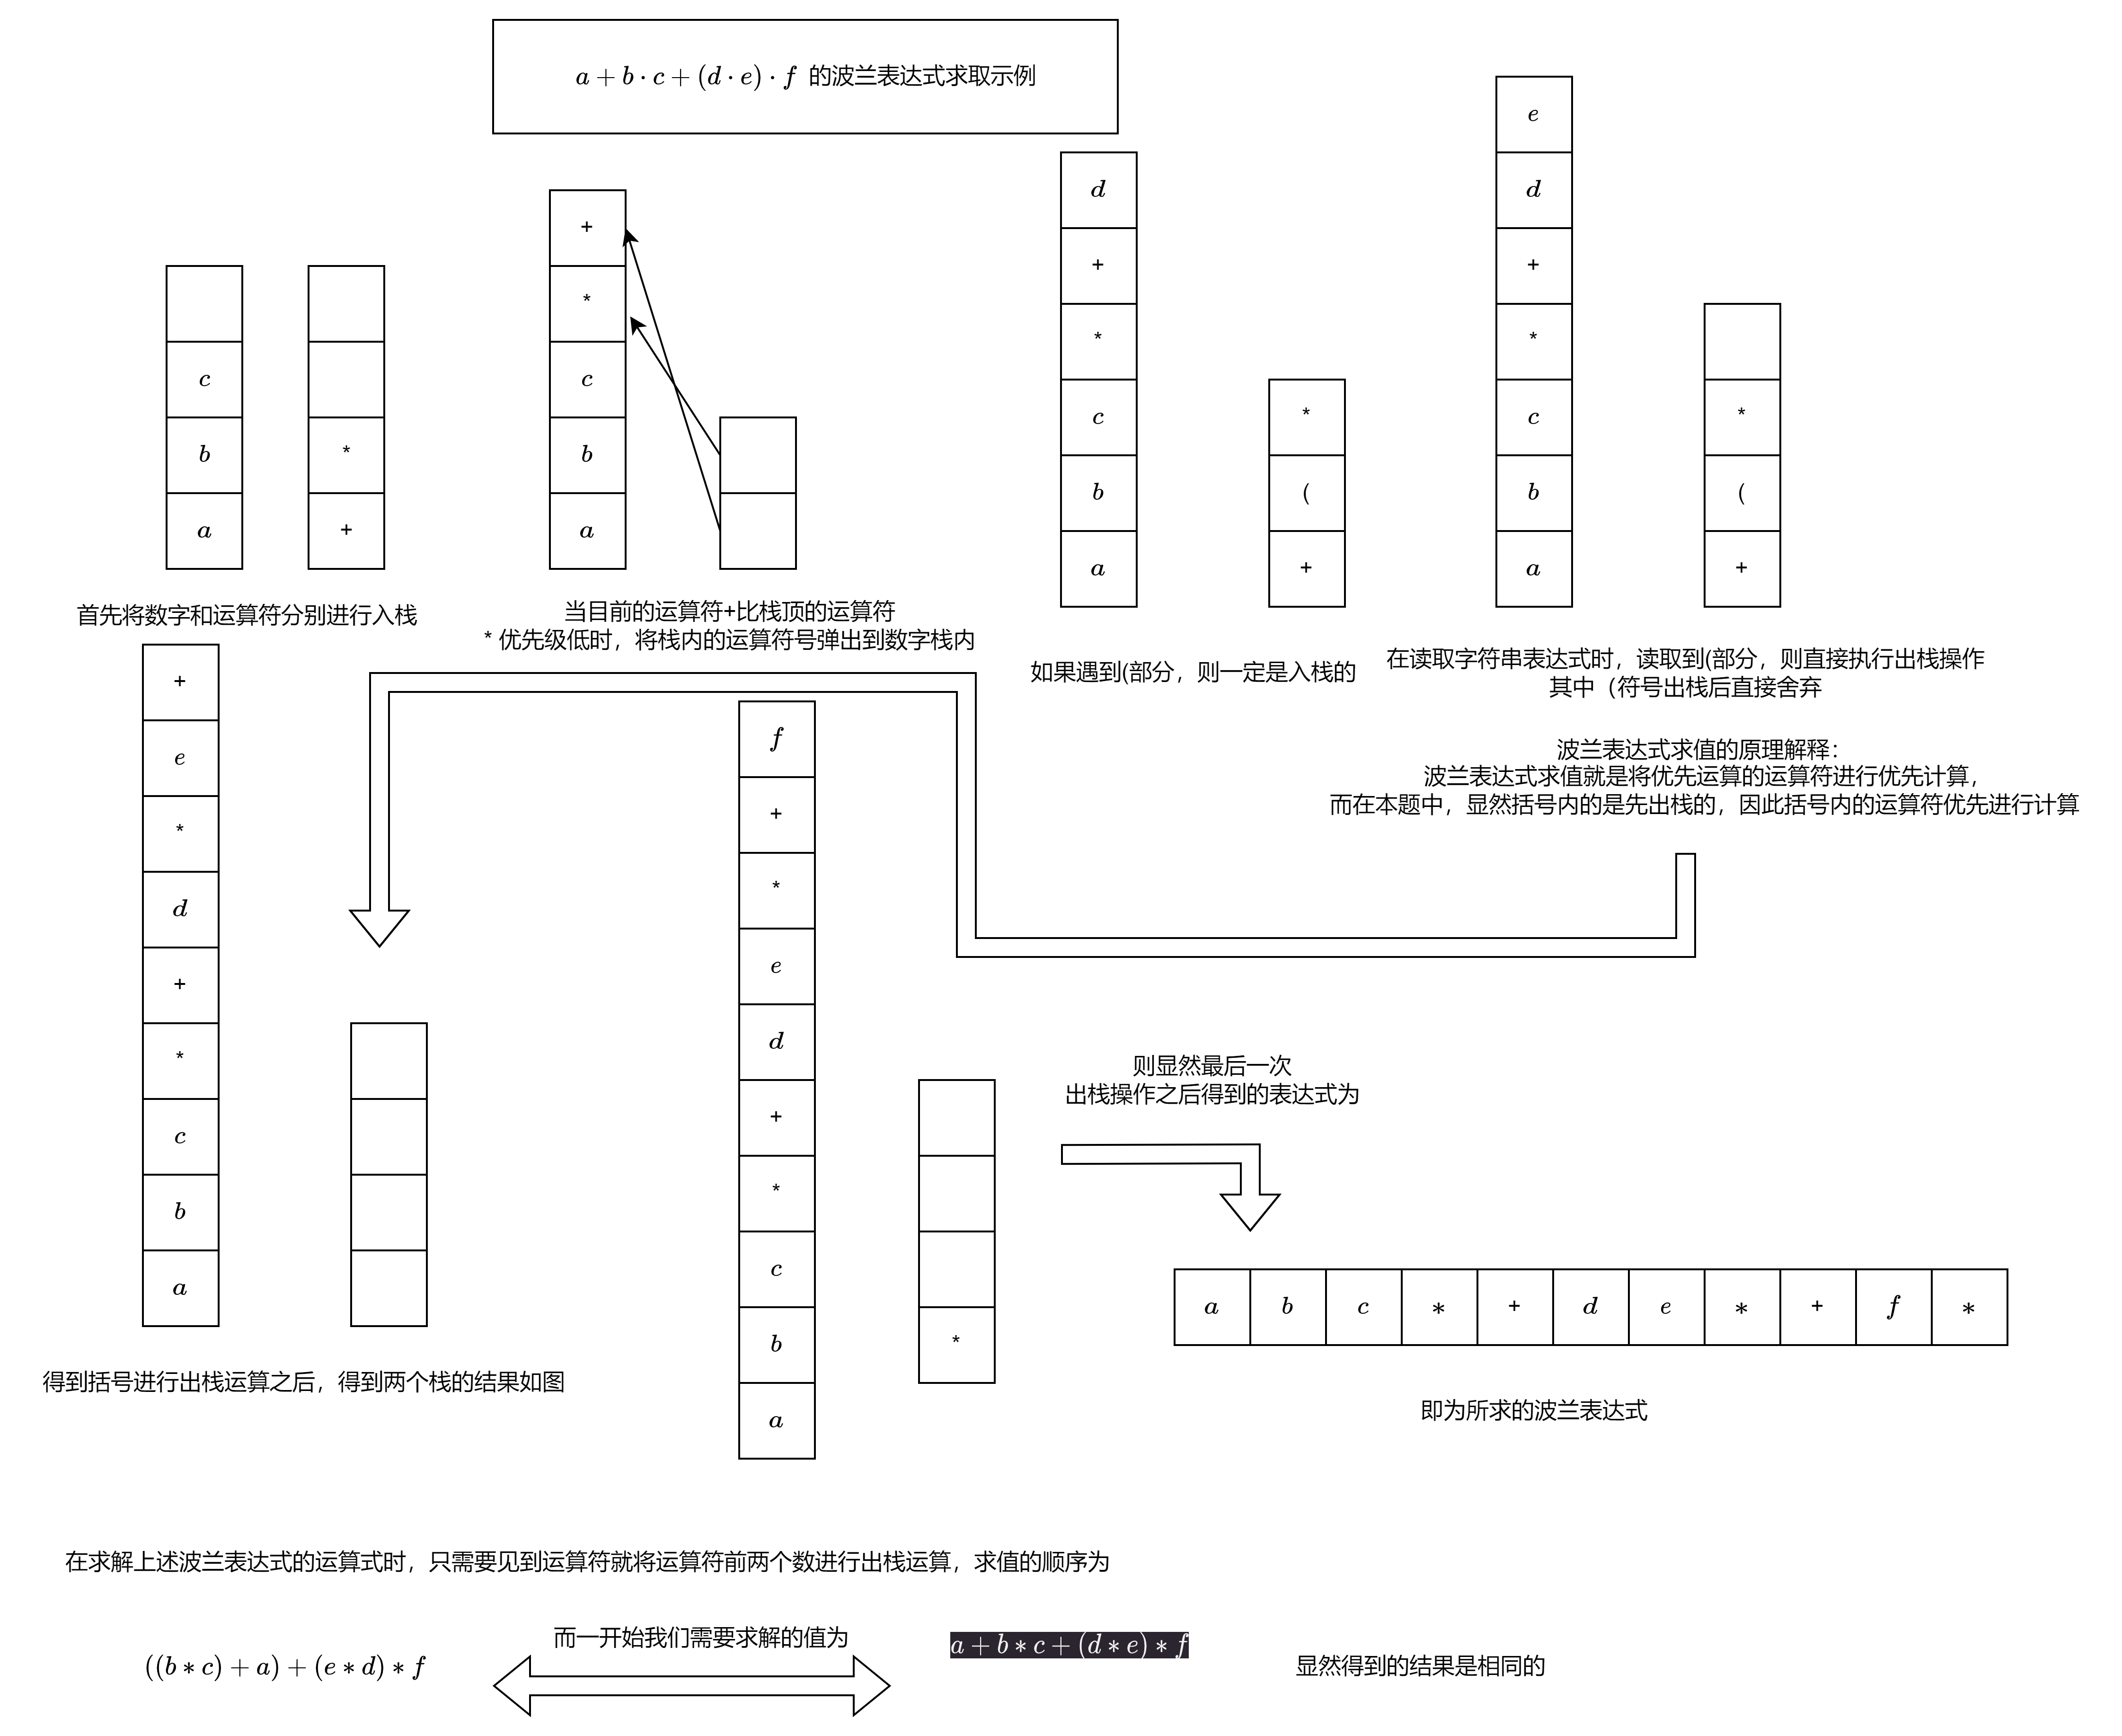 a + b · c + (d · e) · f 的波兰表达式求取示例
c
b
a
*
+
首先将数字和运算符分别进行入栈
+
*
c
b
a
当目前的运算符+比栈顶的运算符
* 优先级低时，将栈内的运算符号弹出到数字栈内
d
+
*
c
b
a
*
(
+
如果遇到(部分，则一定是入栈的
e
d
+
*
c
b
a
*
(
+
在读取字符串表达式时，读取到(部分，则直接执行出栈操作
其中（符号出栈后直接舍弃
波兰表达式求值的原理解释：
波兰表达式求值就是将优先运算的运算符进行优先计算，
而在本题中，显然括号内的是先出栈的，因此括号内的运算符优先进行计算
+
e
*
d
+
*
c
b
a
得到括号进行出栈运算之后，得到两个栈的结果如图
f
+
*
e
d
+
*
c
b
a
*
则显然最后一次
出栈操作之后得到的表达式为
a b c * + d e * + f *
即为所求的波兰表达式
在求解上述波兰表达式的运算式时，只需要见到运算符就将运算符前两个数进行出栈运算，求值的顺序为
((b * c) + a) + (e * d) * f
而一开始我们需要求解的值为
a + b * c + (d * e) * f
显然得到的结果是相同的